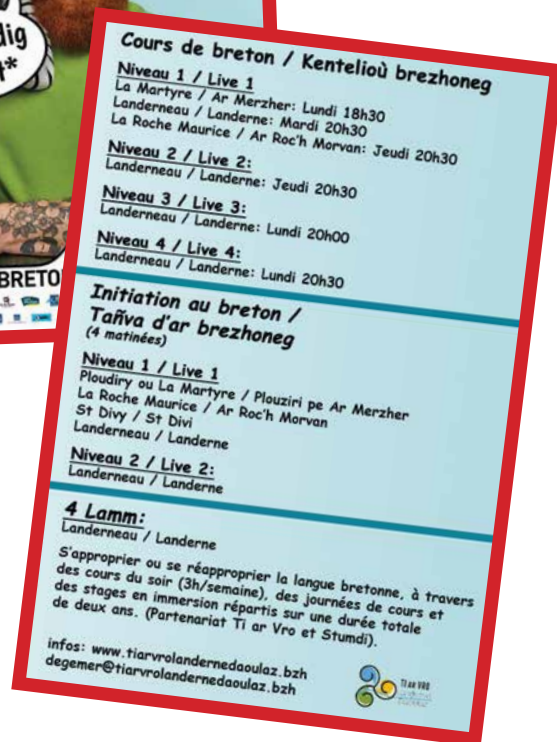 dig
t*
BRETO
Cours de breton / Kentelioù brezhoneg
Niveau 1 / Live 1
La Martyre / Ar Merzher: Lundi 18h30
Landerneau / Landerne: Mardi 20h30
La Roche Maurice / Ar Roc'h Morvan: Jeudi 20h30
Niveau 2 / Live 2:
Landerneau / Landerne: Jeudi 20h30
Niveau 3 / Live 3:
Landerneau / Landerne: Lundi 20h00
Niveau 4 / Live 4:
Landerneau / Landerne: Lundi 20h30
Initiation au breton /
Tañva d'ar brezhoneg
(4 matinées)
Niveau 1 / Live 1
Ploudiry ou La Martyre / Plouziri pe Ar Merzher
La Roche Maurice / Ar Roc'h Morvan
St Divy / St Divi
Landerneau / Landerne
Niveau 2 / Live 2:
Landerneau / Landerne
4 Lamm:
Landerneau / Landerne
S'approprier ou se réapproprier la langue bretonne, à travers
des cours du soir (3h/semaine), des journées de cours et
des stages en immersion répartis sur une durée totale
de deux ans. (Partenariat Ti ar Vro et Stumdi).
infos: www.tiarvrolandernedaoulaz.bzh
degemer@tiarvrolandernedaoulaz.bzh
TI AR VRO